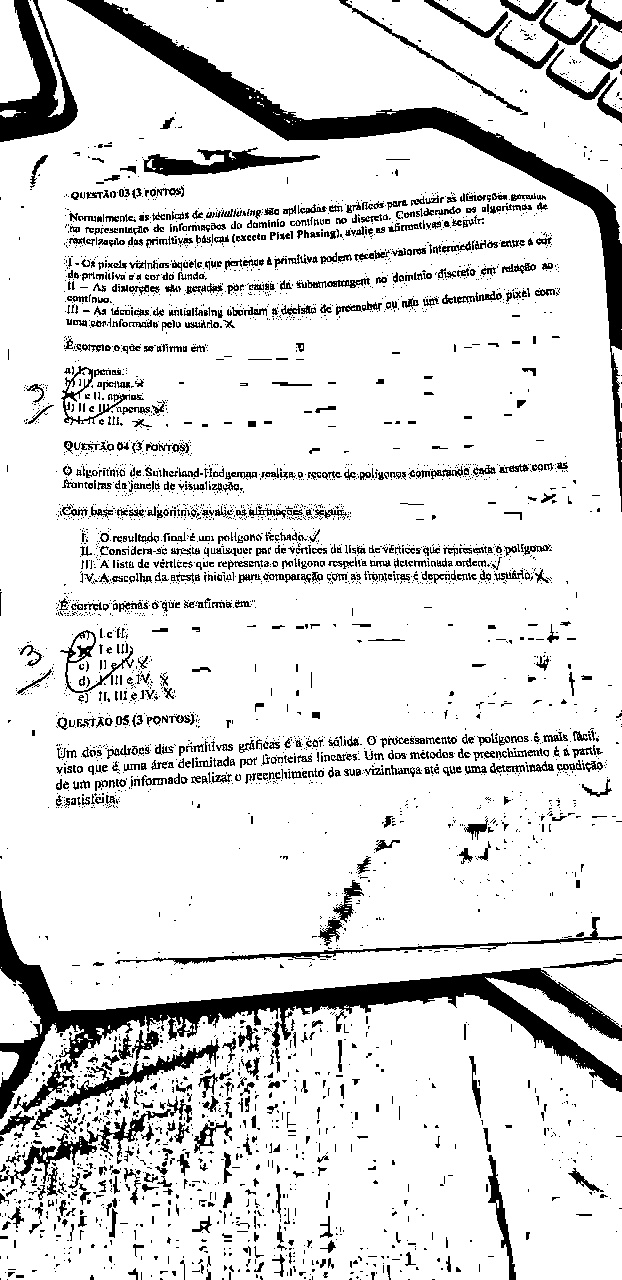 QUESTÃO 03 (3 PONTOS)
Normalmente, as técnicas de antialiasing são aplicadas em gráficos para reduzir as distorções geradas
na representação de informações do domínio contínuo no discreto. Considerando os algoritmos de
rasterização das primitivas básicas (exceto Pixel Phasing), avalie as afirmativas a seguir:
I - Os pixels vizinhos àquele que pertence à primitiva podem receber valores intermediários entre a cor
da primitiva e a cor do fundo.
II – As distorções são geradas por causa da subamostragem no domínio discreto em relação ao
contínuo.
III – As técnicas de antialiasing abordam a decisão de preencher ou não um determinado pixel com
uma cor informado pelo usuário. X
É correto o que se afirma em
a) I, apenas.
b) III, apenas. X
I e II, apenas.
3
d) II e III, apenas. X
e) I, II e III. X
QUESTÃO 04 (3 PONTOS)
O algoritmo de Sutherland-Hodgeman realiza o recorte de polígonos comparando cada aresta com as
fronteiras da janela de visualização.
Com base nesse algoritmo, avalie as afirmações a seguir.
I. O resultado final é um polígono fechado. ✓
II. Considera-se aresta quaisquer par de vértices da lista de vértices que representa o polígono.
III. A lista de vértices que representa o polígono respeita uma determinada ordem. ✓
IV. A escolha da aresta inicial para comparação com as fronteiras é dependente do usuário. X
É correto apenas o que se afirma em
a) I e II.
3 I e III.
c) II e IV. X
d) I, III e IV. X
e) II, III e IV. X
QUESTÃO 05 (3 PONTOS)
Um dos padrões das primitivas gráficas é a cor sólida. O processamento de polígonos é mais fácil,
visto que é uma área delimitada por fronteiras lineares. Um dos métodos de preenchimento é a partir
de um ponto informado realizar o preenchimento da sua vizinhança até que uma determinada condição
é satisfeita.